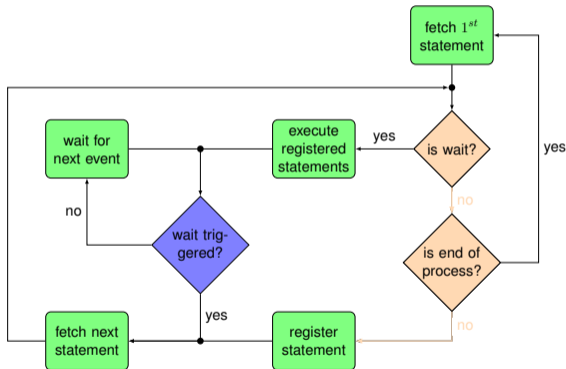 fetch 1st
statement
wait for
next event
execute
registered
statements
yes
is wait?
yes
no
no
wait trig-
gered?
is end of
process?
yes
no
fetch next
statement
register
statement